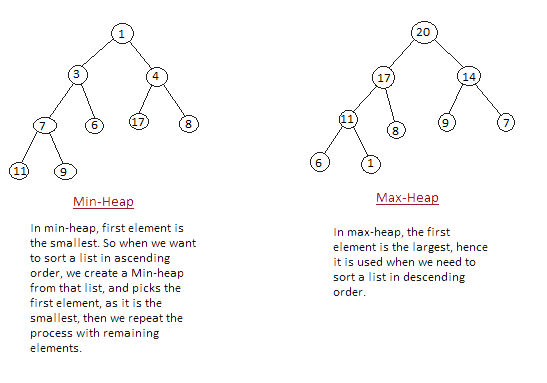 1
3
4
7
6
17
8
11
9
Min-Heap
In min-heap, first element is
the smallest. So when we want
to sort a list in ascending
order, we create a Min-heap
from that list, and picks the
first element, as it is the
smallest, then we repeat the
process with remaining
elements.
20
17
14
11
8
9
7
6
1
Max-Heap
In max-heap, the first
element is the largest, hence
it is used when we need to
sort a list in descending
order.